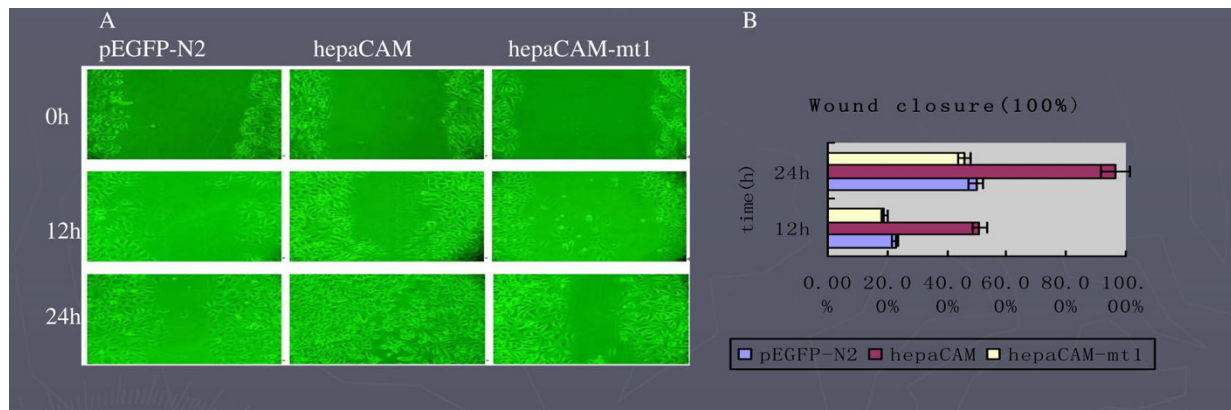 A
pEGFP-N2 hepaCAM hepaCAM-mt1
0h
12h
24h
B
Wound closure(100%)
time(h)
24h
12h
0.00 20.0 40.0 60.0 80.0 100.
% 0% 0% 0% 0% 00%
pEGFP-N2 hepaCAM hepaCAM-mt1